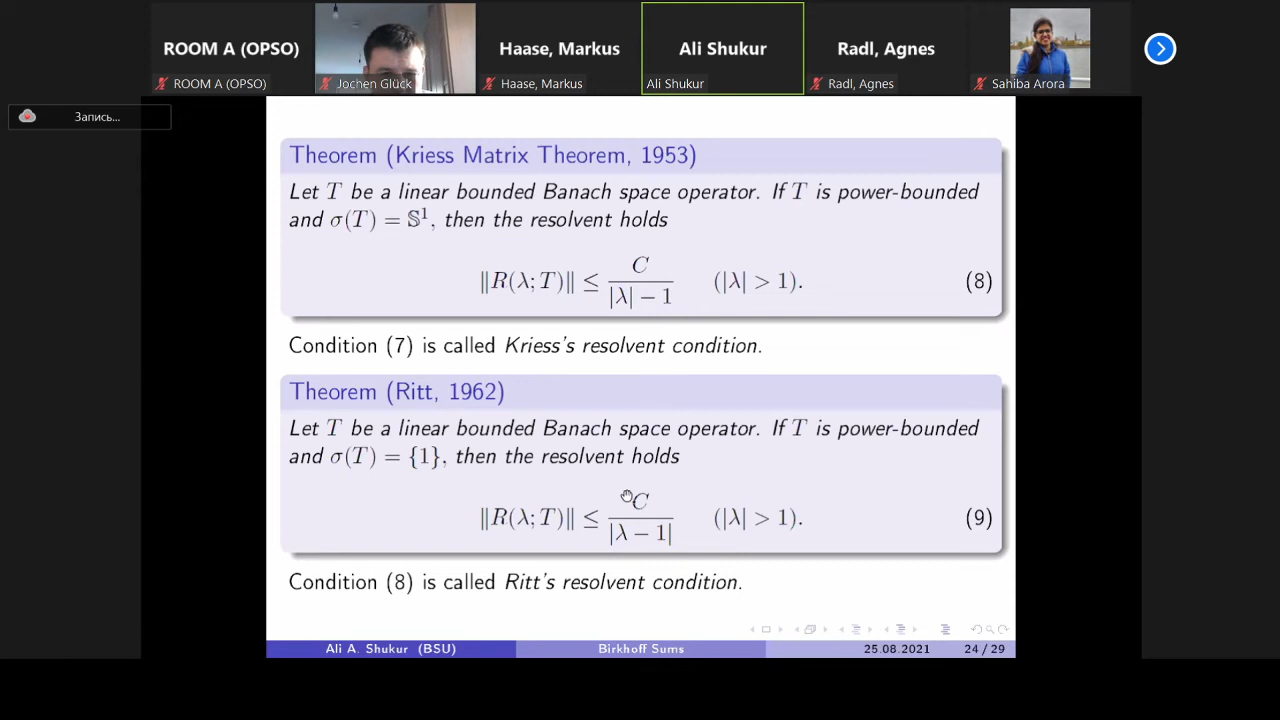 ROOM A (OPSO)
Haase, Markus
Ali Shukur
Radl, Agnes
ROOM A (OPSO)
Jochen Glück
Haase, Markus
Ali Shukur
Radl, Agnes
Sahiba Arora
Запись...
Theorem (Kriess Matrix Theorem, 1953)
Let T be a linear bounded Banach space operator. If T is power-bounded
and σ(T) = 𝕊¹, then the resolvent holds
‖R(λ; T)‖ ≤ C / (|λ| − 1) (|λ| > 1). (8)
Condition (7) is called Kriess's resolvent condition.
Theorem (Ritt, 1962)
Let T be a linear bounded Banach space operator. If T is power-bounded
and σ(T) = {1}, then the resolvent holds
‖R(λ; T)‖ ≤ C / |λ − 1| (|λ| > 1). (9)
Condition (8) is called Ritt's resolvent condition.
Ali A. Shukur (BSU) Birkhoff Sums 25.08.2021 24 / 29